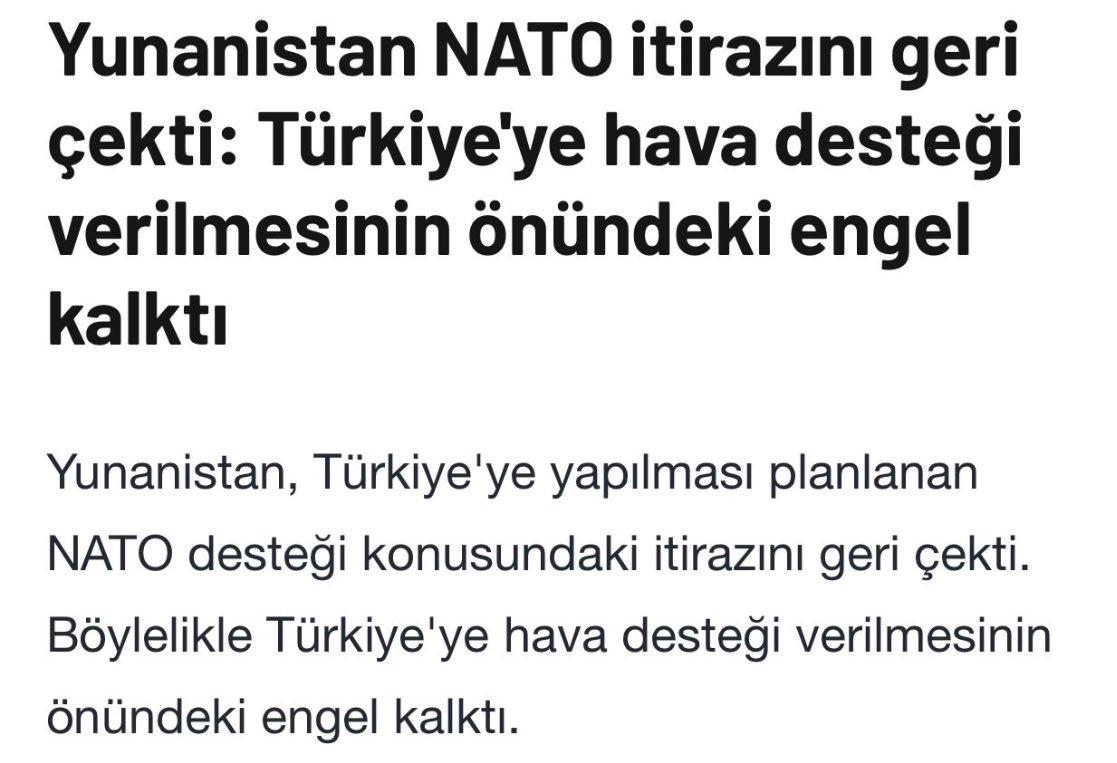 Yunanistan NATO itirazını geri
çekti: Türkiye'ye hava desteği
verilmesinin önündeki engel
kalktı
Yunanistan, Türkiye'ye yapılması planlanan
NATO desteği konusundaki itirazını geri çekti.
Böylelikle Türkiye'ye hava desteği verilmesinin
önündeki engel kalktı.